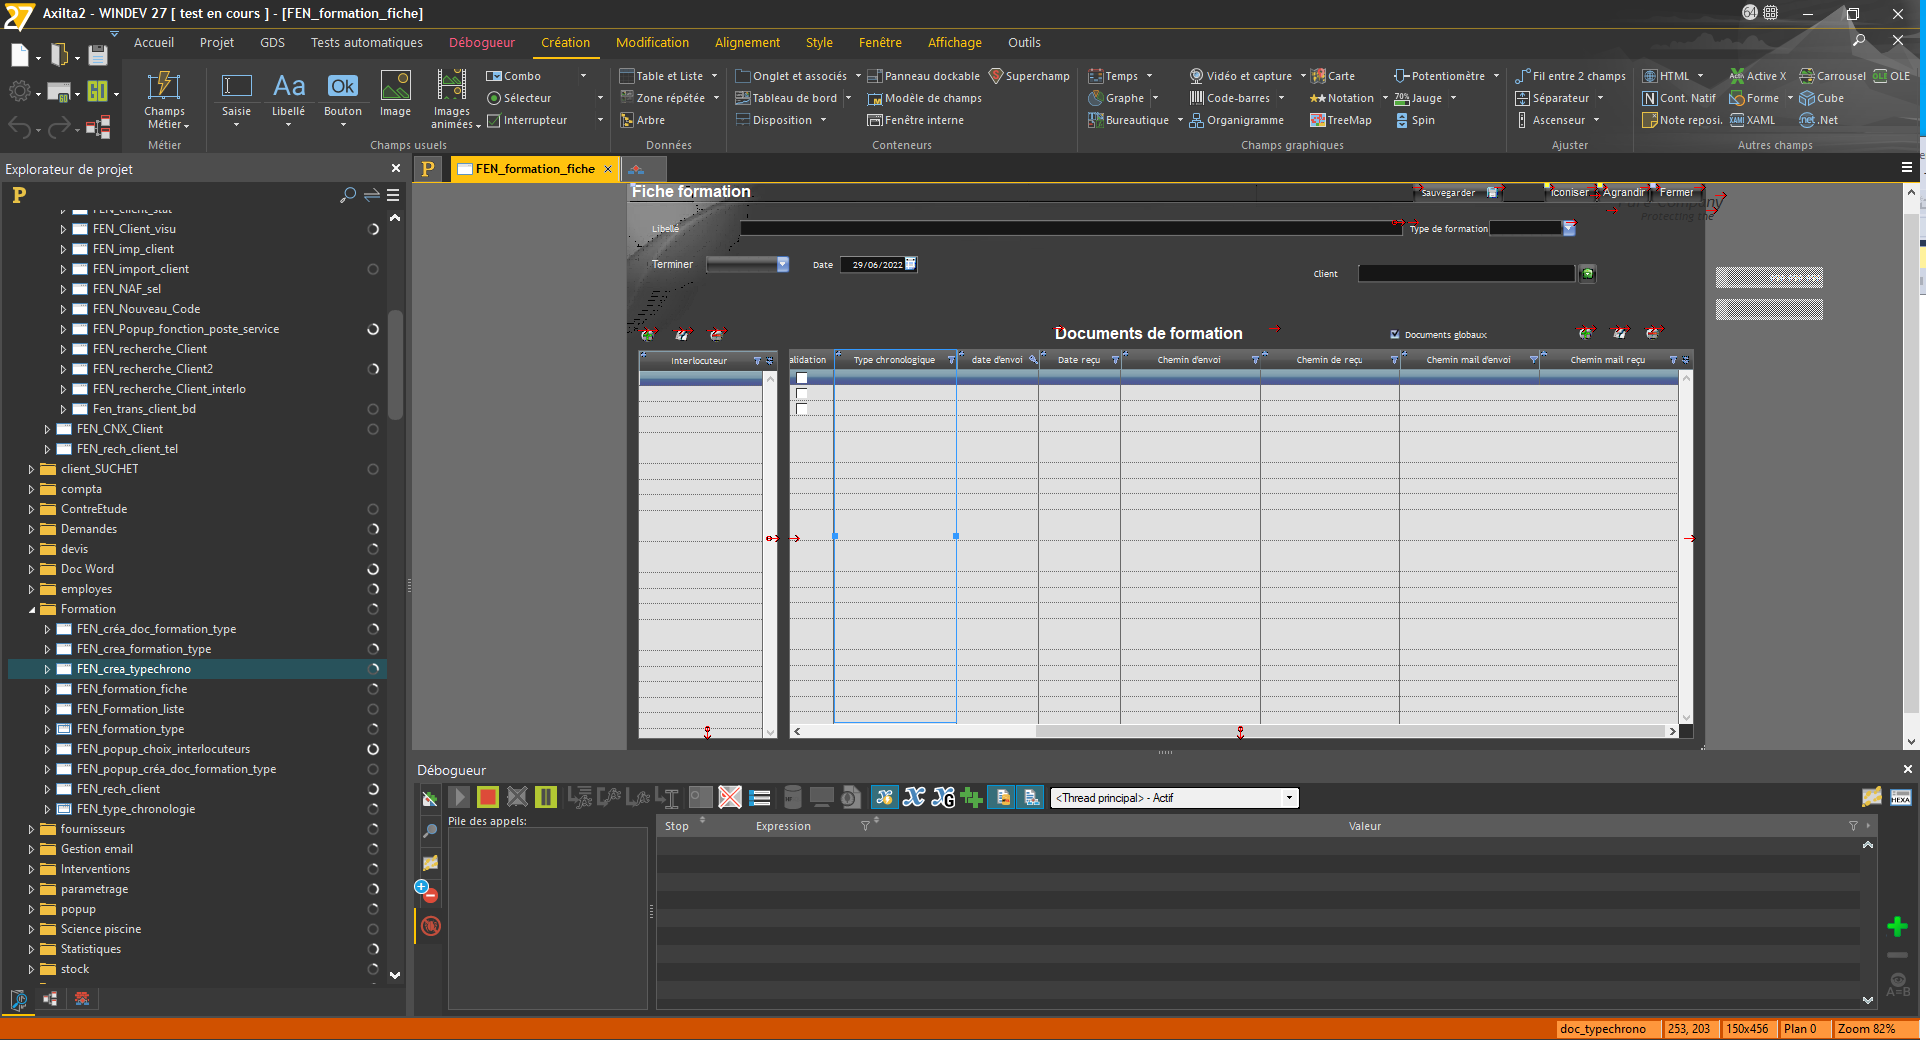 27 Axilta2 - WINDEV 27 [ test en cours ] - [FEN_formation_fiche] 64
Accueil Projet GDS Tests automatiques Débogueur Création Modification Alignement Style Fenêtre Affichage Outils
Champs Métier
Métier
Saisie Libellé Bouton Image Images animées
Aa Ok
Combo
Sélecteur
Interrupteur
Champs usuels
Table et Liste
Zone répétée
Arbre
Données
Onglet et associés Panneau dockable Superchamp
Tableau de bord Modèle de champs
Disposition Fenêtre interne
Conteneurs
Temps Vidéo et capture Carte Potentiomètre
Graphe Code-barres Notation 70% Jauge
Bureautique Organigramme TreeMap Spin
Champs graphiques
Fil entre 2 champs
Séparateur
Ascenseur
Ajuster
HTML Active X Carrousel OLE
Cont. Natif Forme Cube
Note reposi. XAML .Net
Autres champs
Explorateur de projet
P
FEN_client_stat
FEN_Client_visu
FEN_imp_client
FEN_import_client
FEN_NAF_sel
FEN_Nouveau_Code
FEN_Popup_fonction_poste_service
FEN_recherche_Client
FEN_recherche_Client2
FEN_recherche_Client_interlo
Fen_trans_client_bd
FEN_CNX_Client
FEN_rech_client_tel
client_SUCHET
compta
ContreEtude
Demandes
devis
Doc Word
employes
Formation
FEN_créa_doc_formation_type
FEN_crea_formation_type
FEN_crea_typechrono
FEN_formation_fiche
FEN_Formation_liste
FEN_formation_type
FEN_popup_choix_interlocuteurs
FEN_popup_créa_doc_formation_type
FEN_rech_client
FEN_type_chronologie
fournisseurs
Gestion email
Interventions
parametrage
popup
Science piscine
Statistiques
stock
P FEN_formation_fiche
Fiche formation
Sauvegarder Iconiser Agrandir Fermer
Company
Protecting the
Libellé Type de formation
Terminer Date 29/06/2022
Client
Documents de formation Documents globaux
Interlocuteur
alidation Type chronologique date d'envoi Date reçu Chemin d'envoi Chemin de reçu Chemin mail d'envoi Chemin mail reçu
Débogueur
<Thread principal> - Actif
HEXA
Pile des appels:
Stop Expression Valeur
A=B
doc_typechrono 253, 203 150x456 Plan 0 Zoom 82%